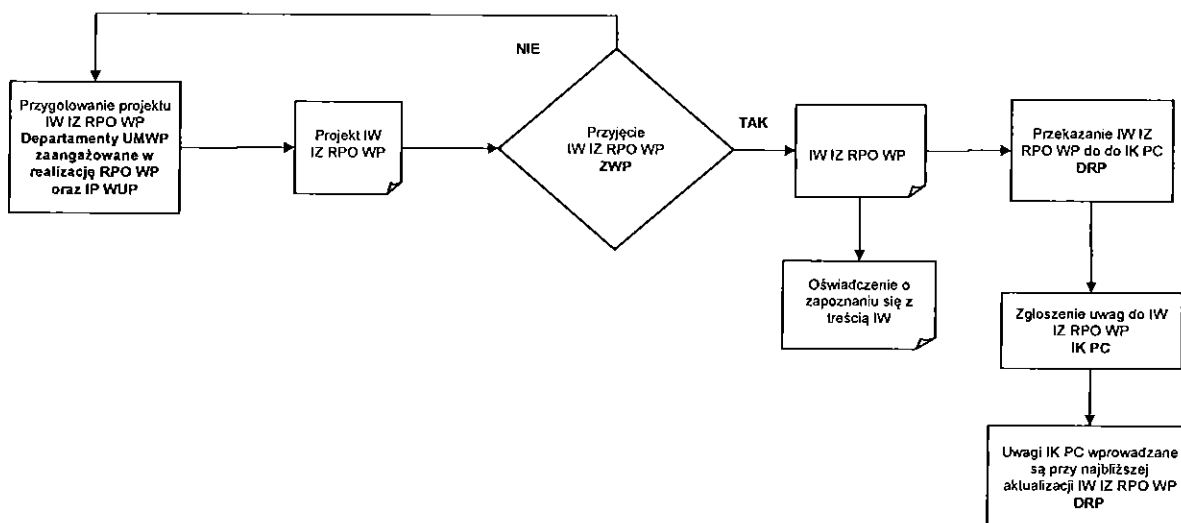 NIE
Przygotowanie projektu
IW IZ RPO WP
Departamenty UMWP
zaangażowane w
realizację RPO WP
oraz IP WUP
Projekt IW
IZ RPO WP
Przyjęcie
IW IZ RPO WP
ZWP
TAK
IW IZ RPO WP
Przekazanie IW IZ
RPO WP do do IK PC
DRP
Oświadczenie o
zapoznaniu się z
treścią IW
Zgłoszenie uwag do IW
IZ RPO WP
IK PC
Uwagi IK PC wprowadzane
są przy najbliższej
aktualizacji IW IZ RPO WP
DRP